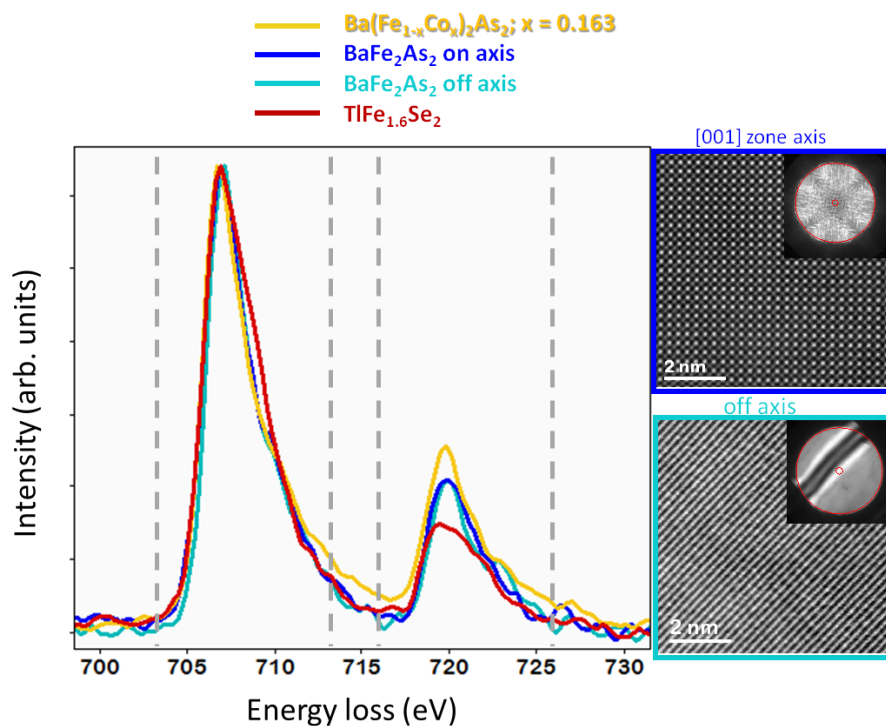 Ba(Fe₁₋ₓCoₓ)₂As₂; x = 0.163
BaFe₂As₂ on axis
BaFe₂As₂ off axis
TlFe₁.₆Se₂
[001] zone axis
2 nm
off axis
2 nm
Intensity (arb. units)
700 705 710 715 720 725 730
Energy loss (eV)